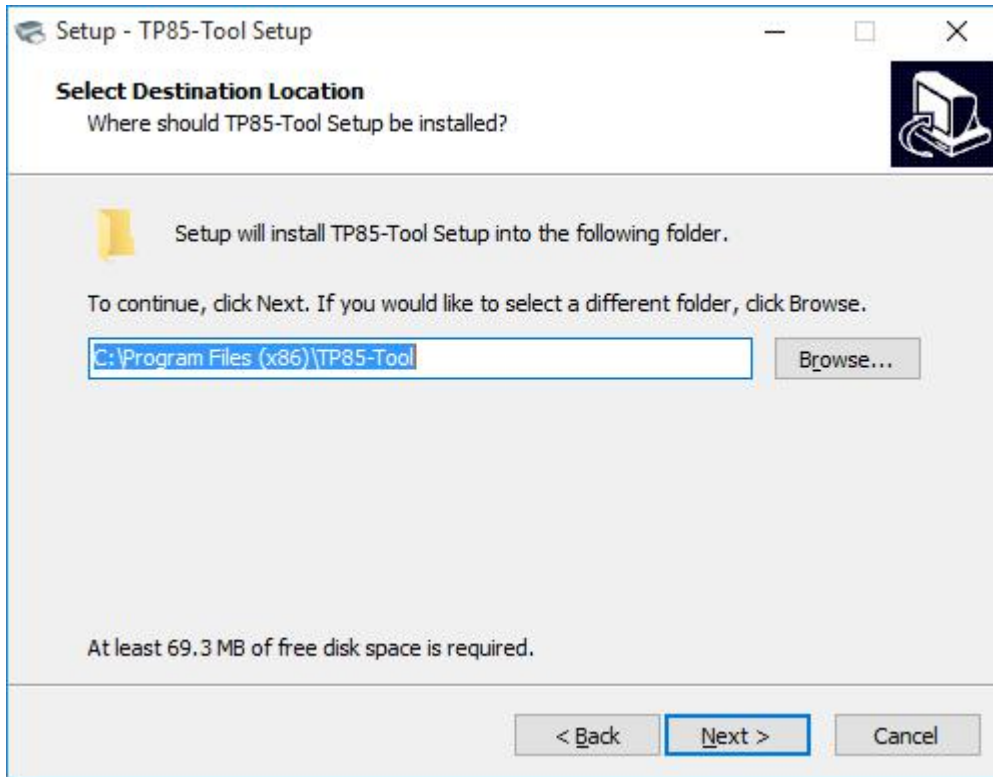 Setup - TP85-Tool Setup
Select Destination Location
Where should TP85-Tool Setup be installed?
Setup will install TP85-Tool Setup into the following folder.
To continue, click Next. If you would like to select a different folder, click Browse.
C:\Program Files (x86)\TP85-Tool
Browse...
At least 69.3 MB of free disk space is required.
< Back
Next >
Cancel